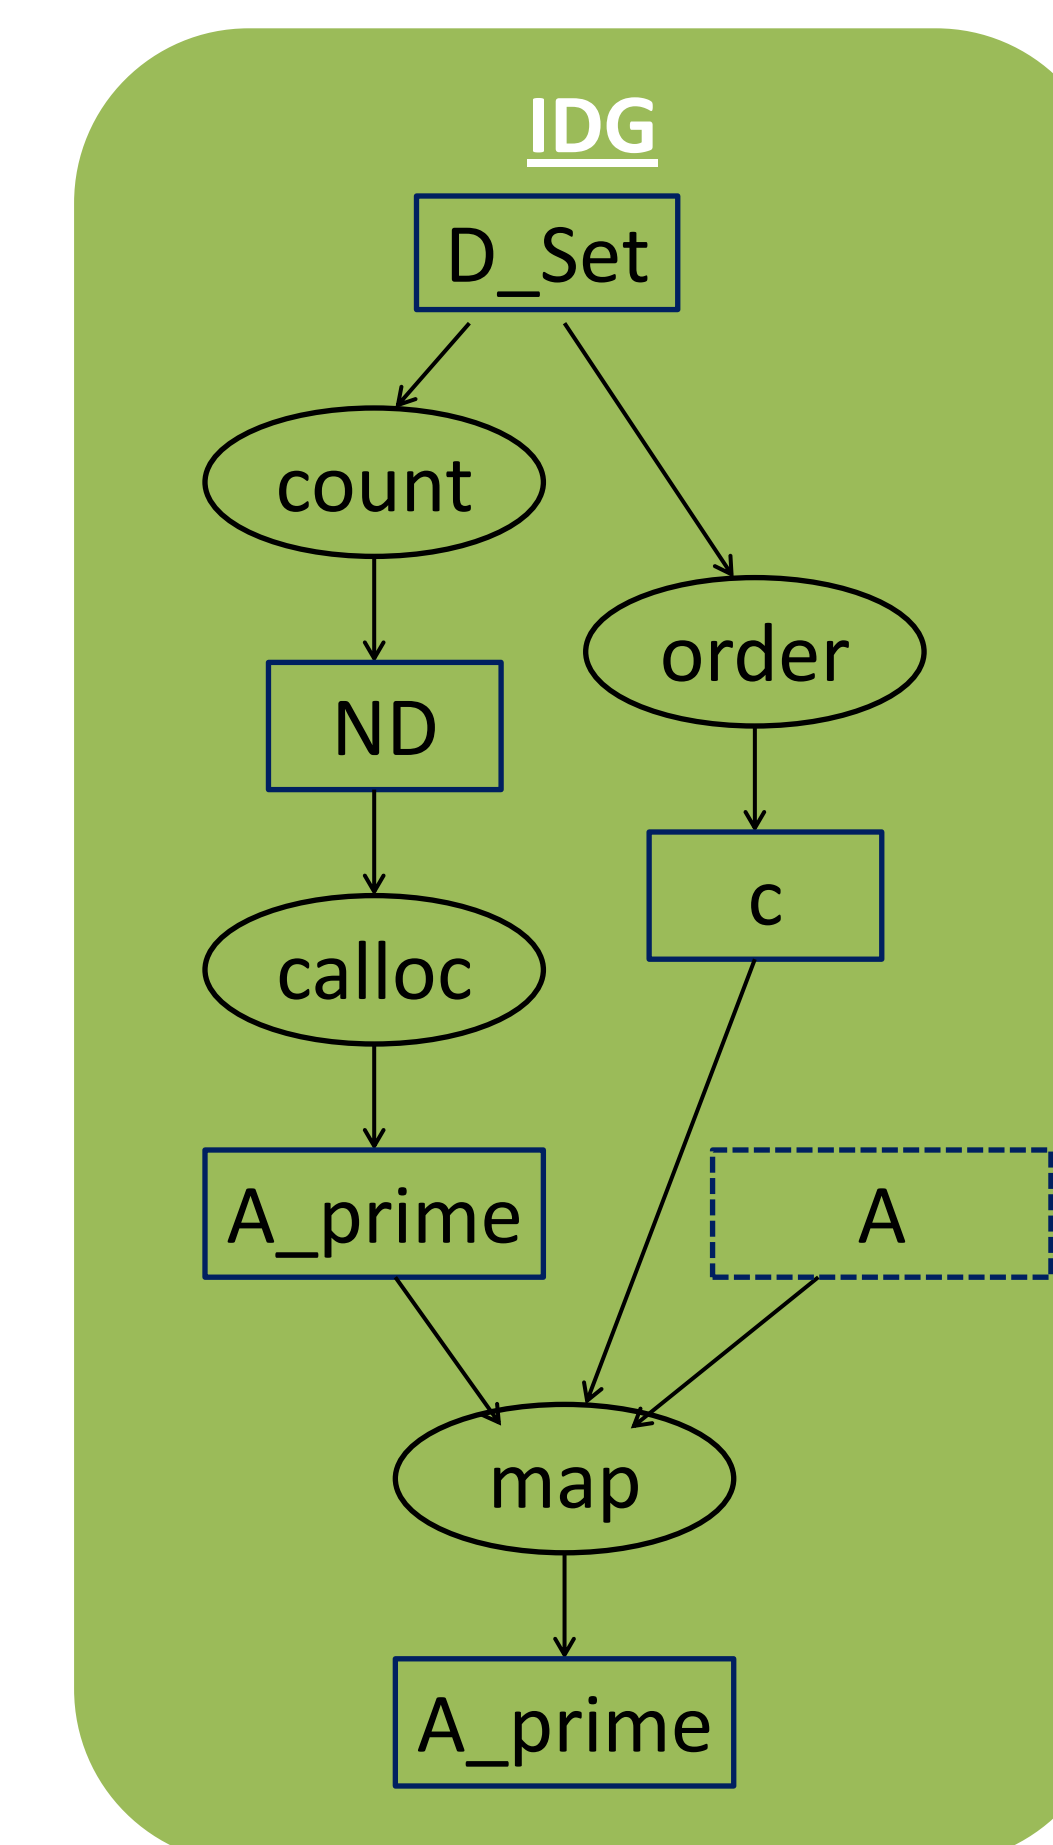 IDG
D_Set
count
order
ND
c
calloc
A_prime
A
map
A_prime